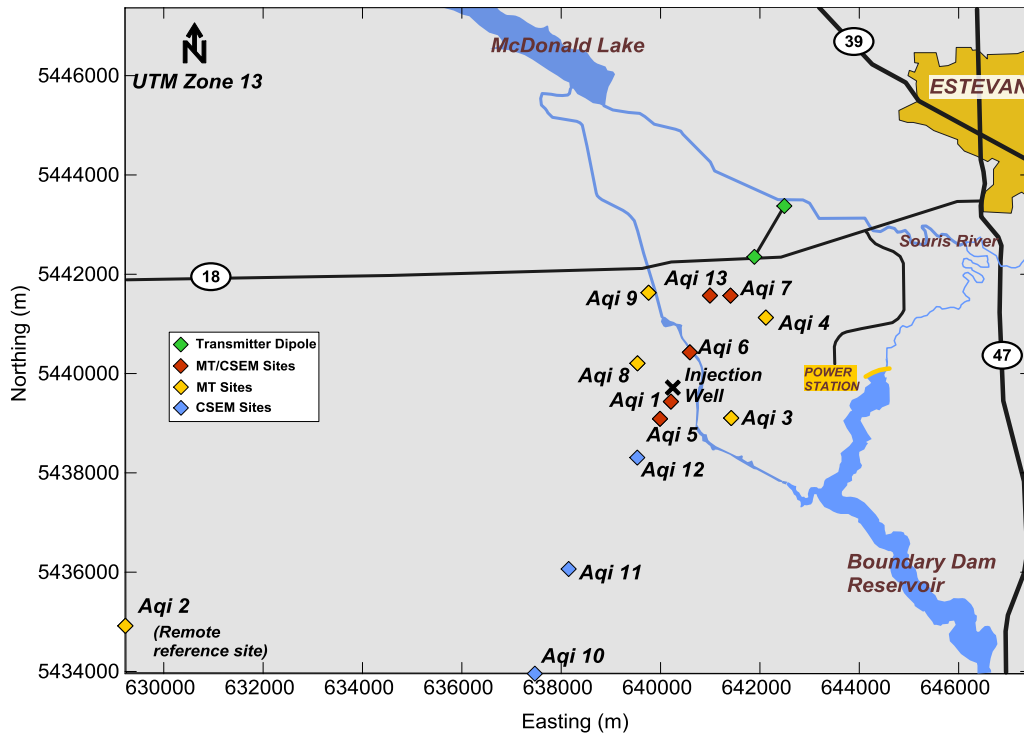 N
UTM Zone 13
McDonald Lake
39
ESTEVAN
5446000
5444000
5442000
5440000
5438000
5436000
5434000
Northing (m)
Souris River
18
Aqi 13
Aqi 7
Aqi 9
Aqi 4
Aqi 6
Aqi 8
Injection
Well
Aqi 1
Aqi 3
Aqi 5
Aqi 12
POWER
STATION
47
Transmitter Dipole
MT/CSEM Sites
MT Sites
CSEM Sites
Aqi 11
Boundary Dam
Reservoir
Aqi 2
(Remote
reference site)
Aqi 10
630000
632000
634000
636000
638000
640000
642000
644000
646000
Easting (m)